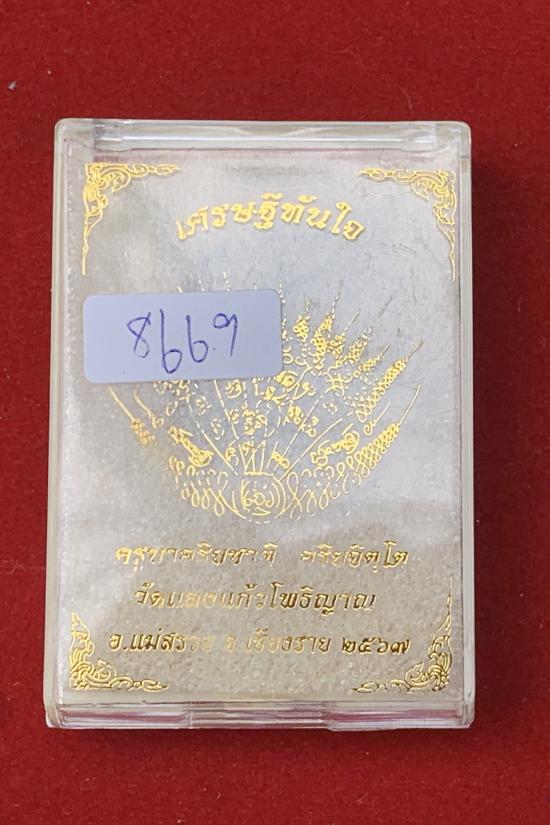 เศรษฐีทันใจ
8669
ครูบาอริยชาติ อริยจิตฺโต
วัดแสงแก้วโพธิญาณ
อ.แม่สรวย จ.เชียงราย ๒๕๖๗